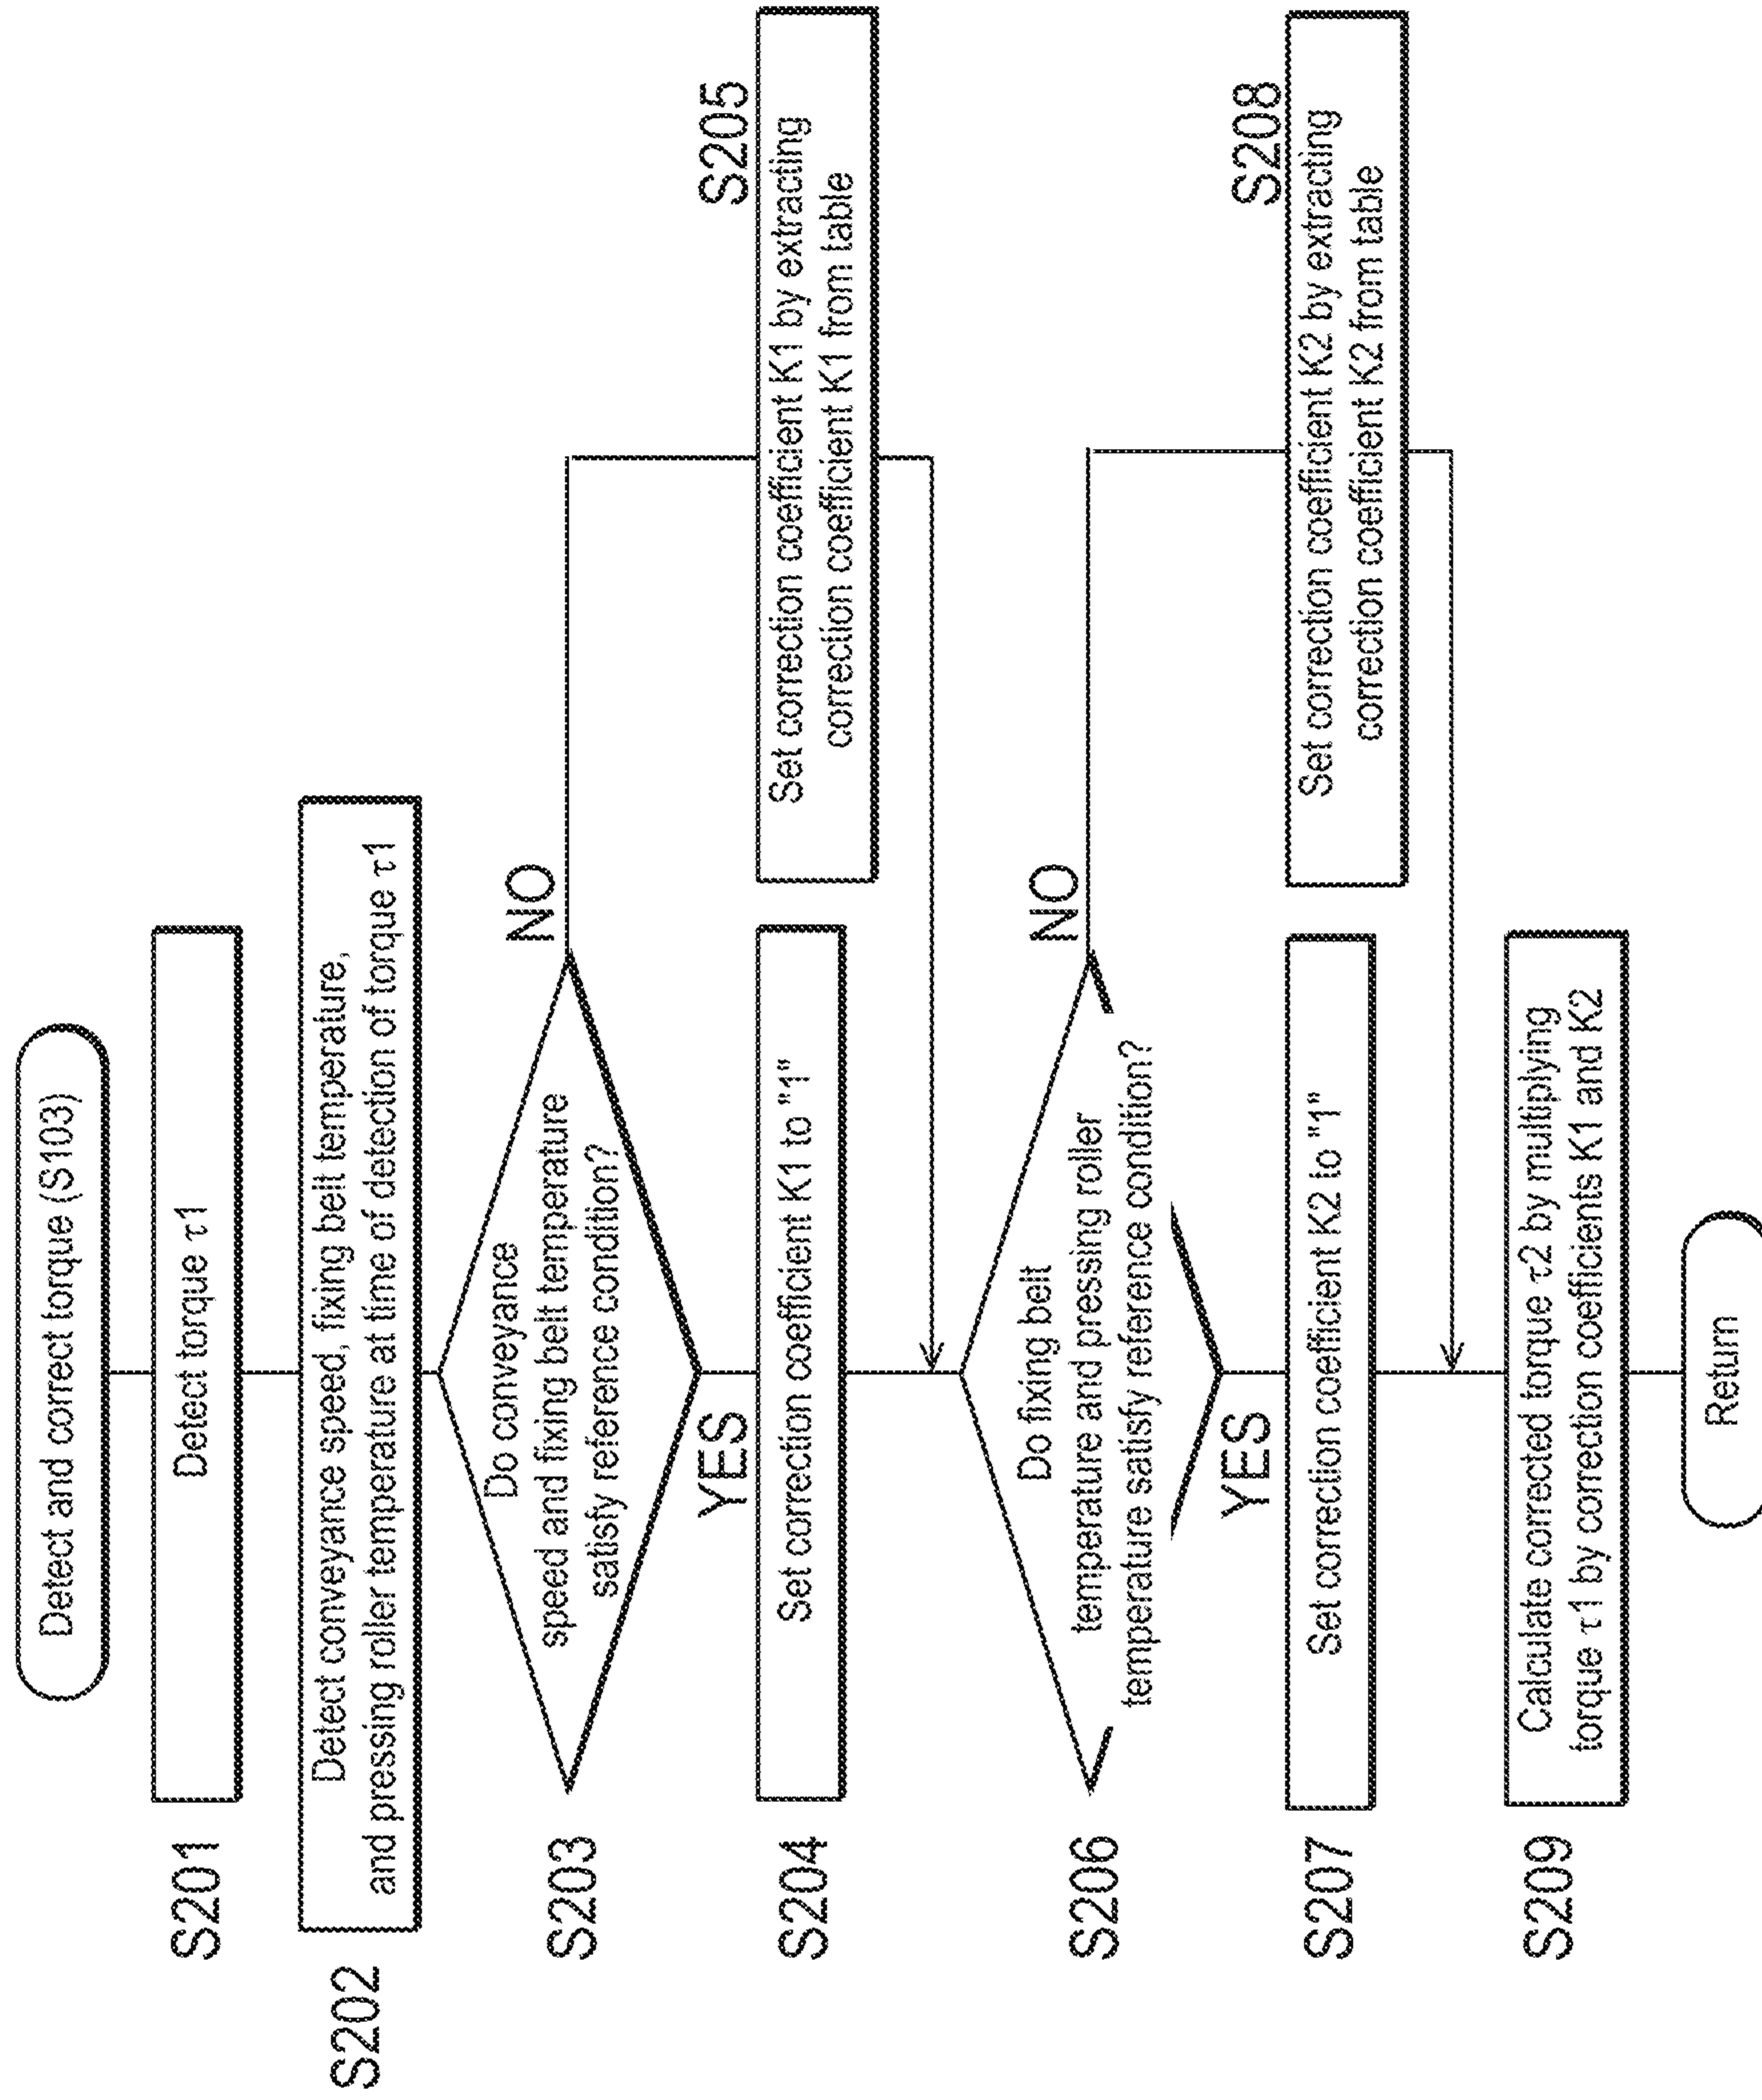 Detect and correct torque (S103)
S201
Detect torque τ1
S202
Detect conveyance speed, fixing belt temperature,
and pressing roller temperature at time of detection of torque τ1
S203
Do conveyance
speed and fixing belt temperature
satisfy reference condition?
NO
YES
S204
Set correction coefficient K1 to "1"
S205
Set correction coefficient K1 by extracting
correction coefficient K1 from table
S206
Do fixing belt
temperature and pressing roller
temperature satisfy reference condition?
NO
YES
S207
Set correction coefficient K2 to "1"
S208
Set correction coefficient K2 by extracting
correction coefficient K2 from table
S209
Calculate corrected torque τ2 by multiplying
torque τ1 by correction coefficients K1 and K2
Return